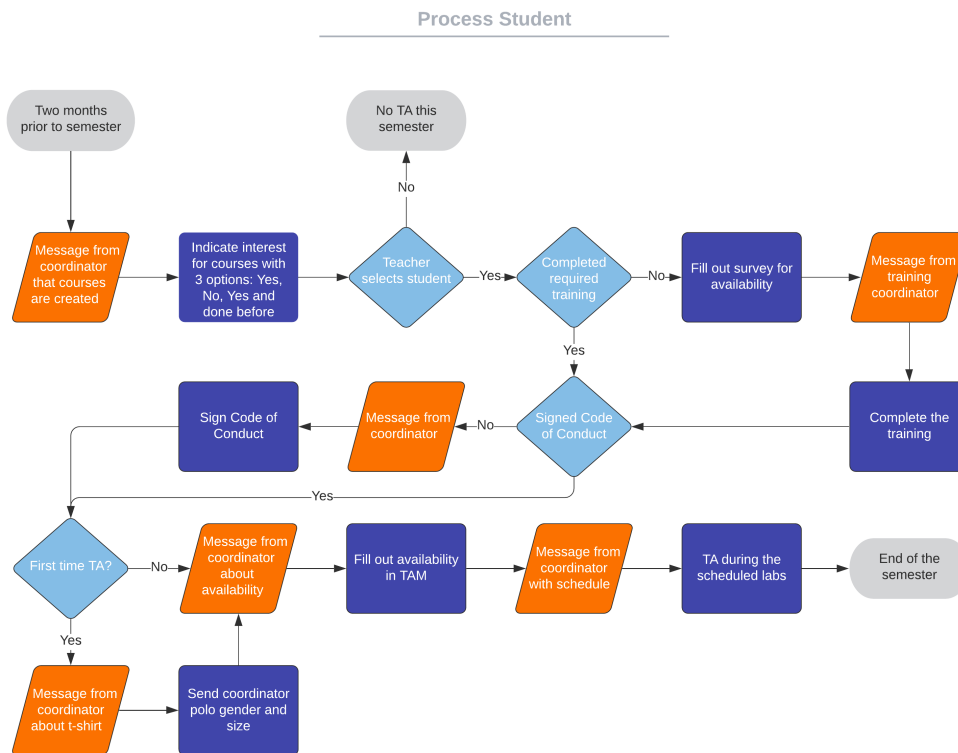 Process Student
Two months
prior to semester
No TA this
semester
No
Message from
coordinator
that courses
are created
Indicate interest
for courses with
3 options: Yes,
No, Yes and
done before
Teacher
selects student
Yes
Completed
required
training
No
Fill out survey for
availability
Message from
training
coordinator
Yes
Sign Code of
Conduct
Message from
coordinator
No
Signed Code
of Conduct
Complete the
training
Yes
First time TA?
No
Message from
coordinator
about
availability
Fill out availability
in TAM
Message from
coordinator
with schedule
TA during the
scheduled labs
End of the
semester
Yes
Message from
coordinator
about t-shirt
Send coordinator
polo gender and
size